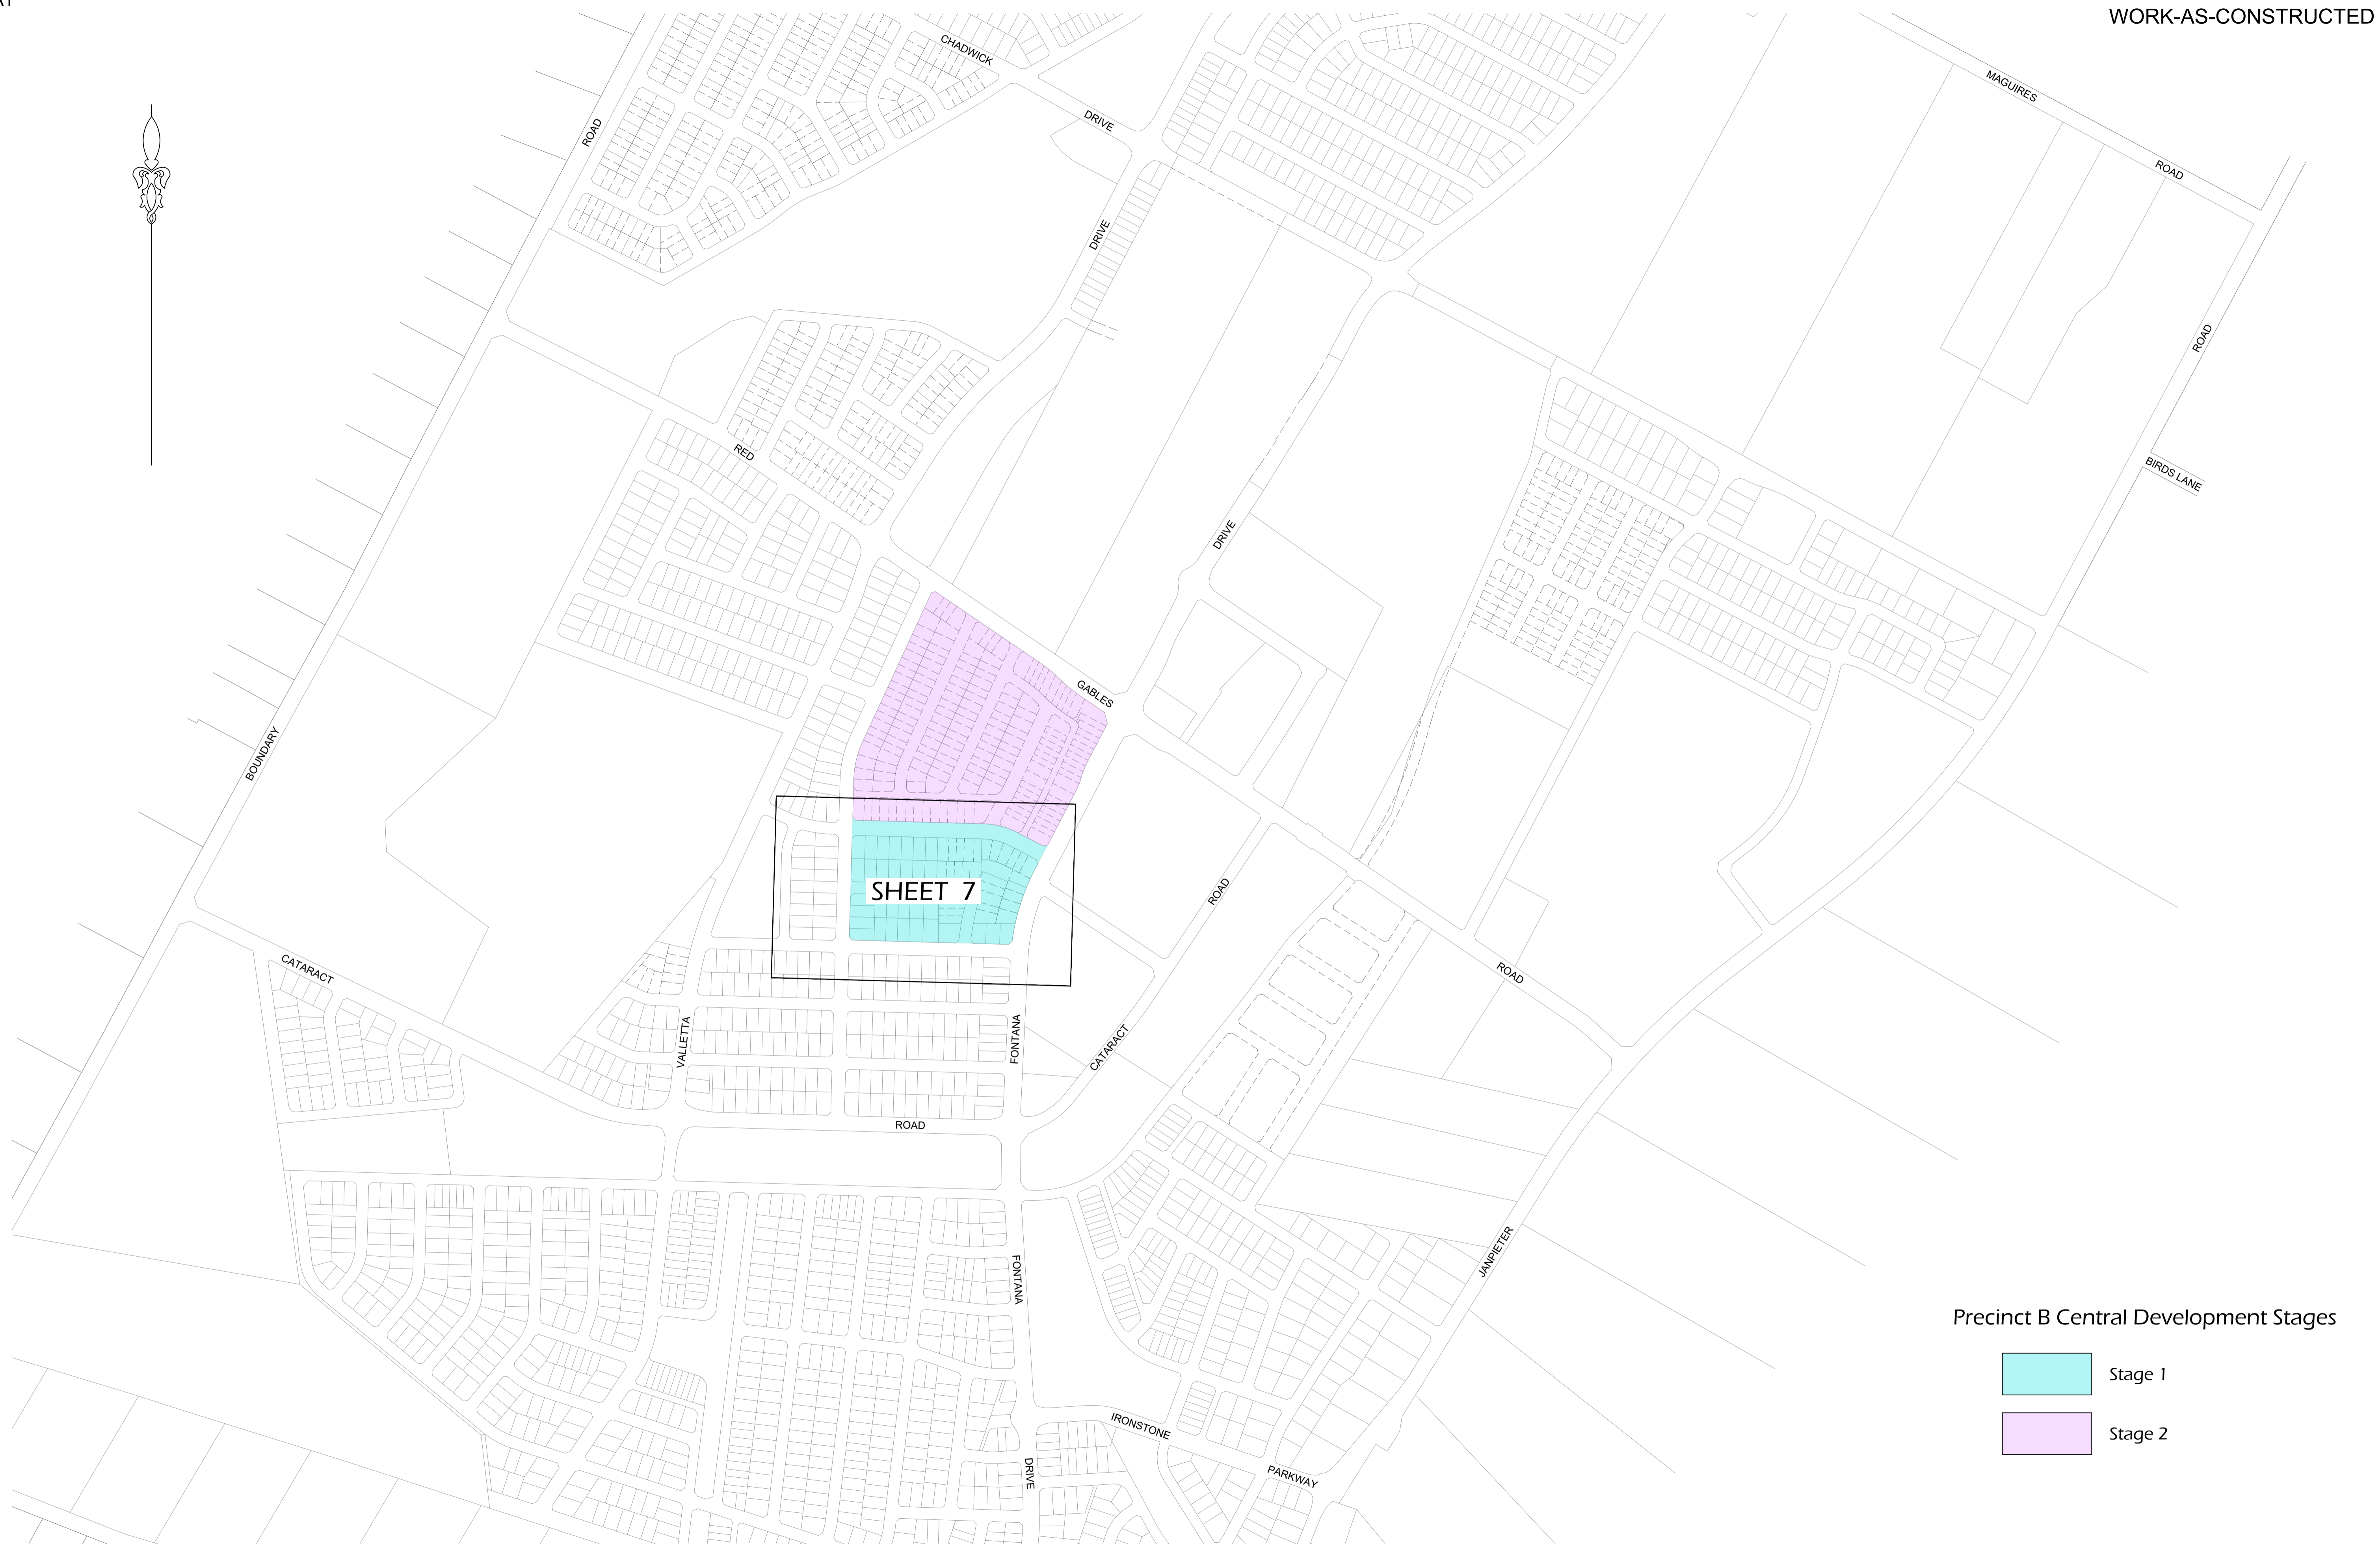 WORK-AS-CONSTRUCTED
CHADWICK
DRIVE
ROAD
MAGUIRES
ROAD
DRIVE
ROAD
RED
BIRDS LANE
DRIVE
GABLES
BOUNDARY
SHEET 7
ROAD
CATARACT
ROAD
VALLETTA
FONTANA
CATARACT
ROAD
FONTANA
JANPIETER
Precinct B Central Development Stages
Stage 1
Stage 2
IRONSTONE
DRIVE
PARKWAY